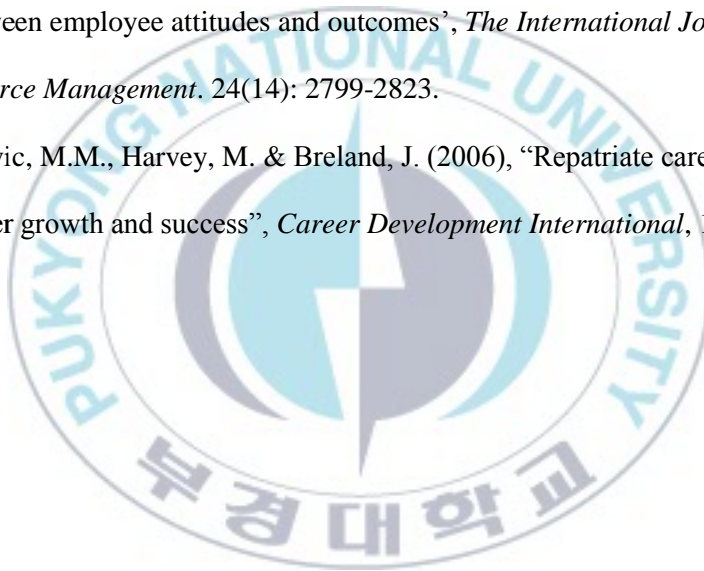 ween employee attitudes and outcomes’, The International Jo
rce Management. 24(14): 2799-2823.
vic, M.M., Harvey, M. & Breland, J. (2006), “Repatriate care
er growth and success”, Career Development International, 1
PUKYONG NATIONAL UNIVERSITY
부경대학교